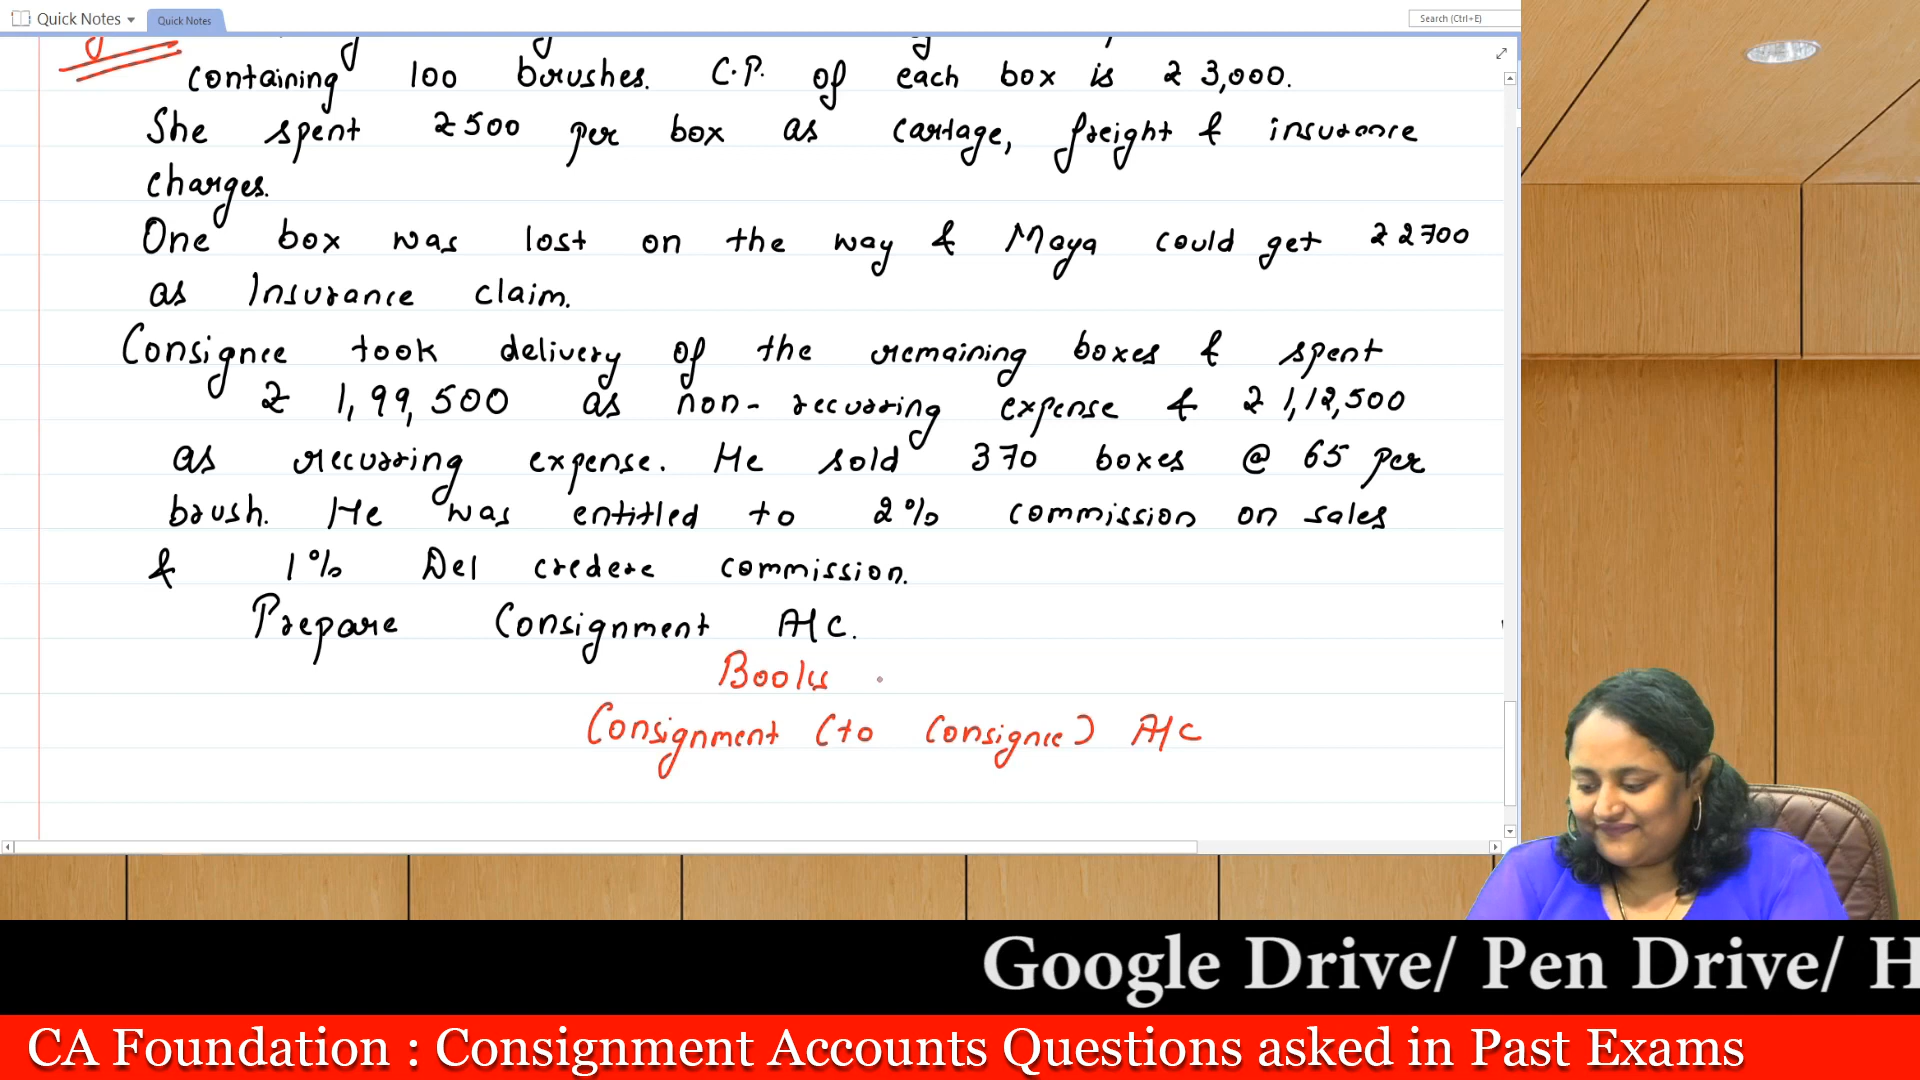 Quick Notes
Quick Notes
Search (Ctrl+E)
containing 100 brushes. C.P. of each box is ₹ 3,000.
She spent ₹500 per box as cartage, freight & insurance
charges.
One box was lost on the way & Maya could get ₹2700
as Insurance claim.
Consignee took delivery of the remaining boxes & spent
₹ 1,99,500 as non-recurring expense & ₹1,12,500
as recurring expense. He sold 370 boxes @ 65 per
brush. He was entitled to 2% commission on sales
& 1% Del credere commission.
Prepare Consignment A/c.
Books
Consignment (to Consignee) A/c
Google Drive/ Pen Drive/ H
CA Foundation : Consignment Accounts Questions asked in Past Exams